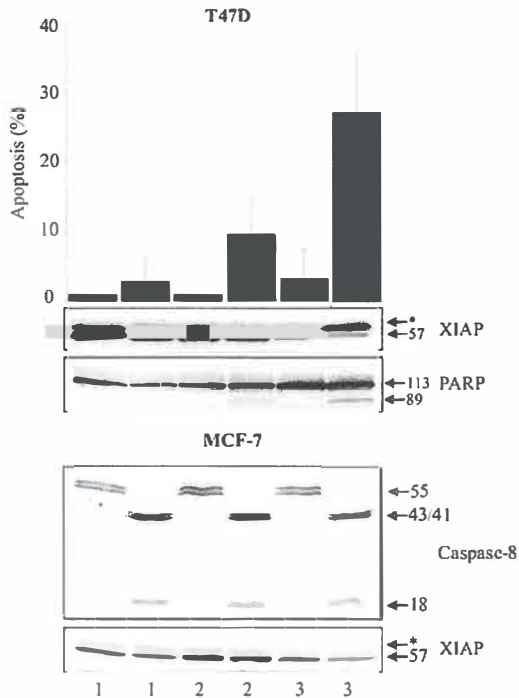 T47D
40
30
20
10
0
Apoptosis (%)
* 
57 XIAP
113 PARP
89
MCF-7
55
43/41
Caspase-8
18
*
57 XIAP
1 1 2 2 3 3